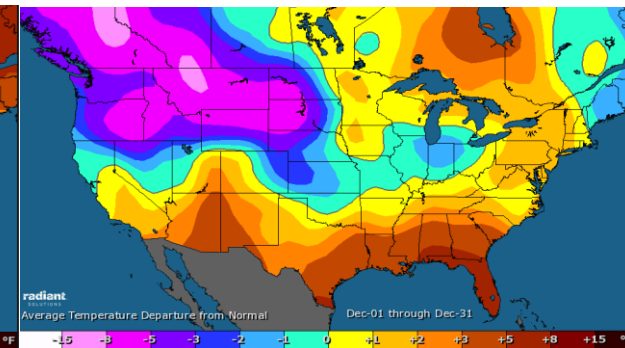 radiant
SOLUTIONS
Average Temperature Departure from Normal
Dec-01 through Dec-31
°F -15 -8 -5 -3 -2 0 +1 +2 +3 +5 +8 +15 °